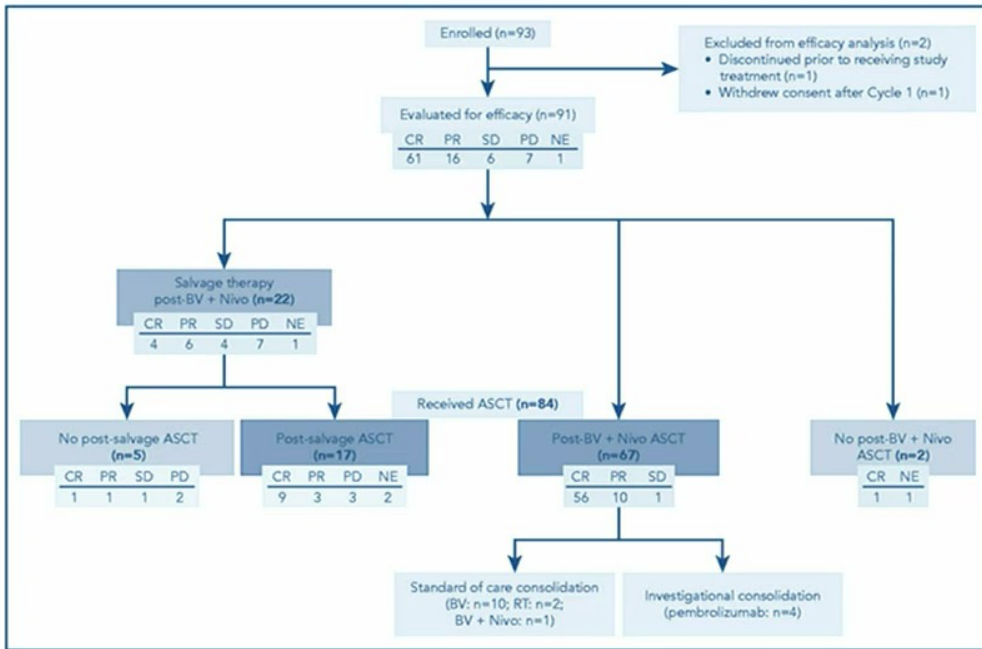 Enrolled (n=93)
Excluded from efficacy analysis (n=2)
• Discontinued prior to receiving study
treatment (n=1)
• Withdrew consent after Cycle 1 (n=1)
Evaluated for efficacy (n=91)
CR PR SD PD NE
61 16 6 7 1
Salvage therapy
post-BV + Nivo (n=22)
CR PR SD PD NE
4 6 4 7 1
Received ASCT (n=84)
No post-salvage ASCT
(n=5)
CR PR SD PD
1 1 1 2
Post-salvage ASCT
(n=17)
CR PR PD NE
9 3 3 2
Post-BV + Nivo ASCT
(n=67)
CR PR SD
56 10 1
No post-BV + Nivo
ASCT (n=2)
CR NE
1 1
Standard of care consolidation
(BV: n=10; RT: n=2;
BV + Nivo: n=1)
Investigational consolidation
(pembrolizumab: n=4)